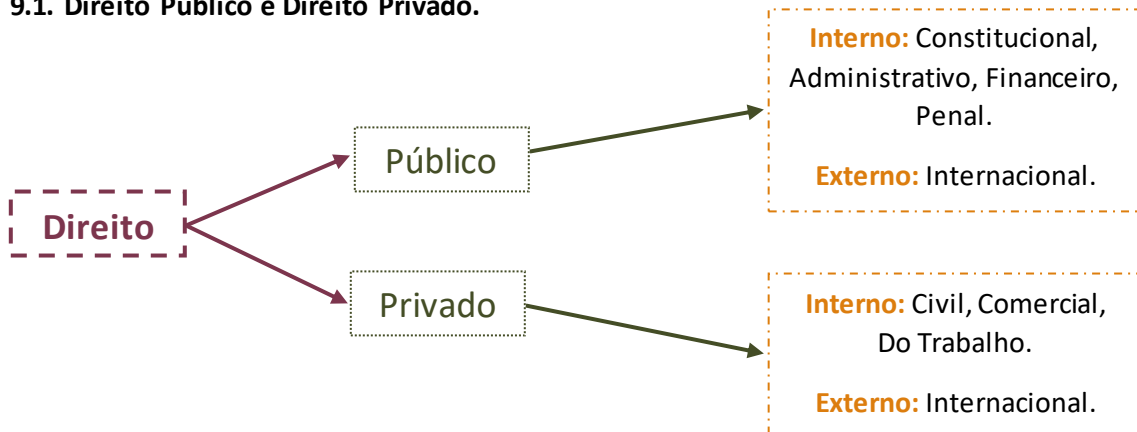 9.1. Direito Público e Direito Privado.
Interno: Constitucional,
Administrativo, Financeiro,
Penal.
Externo: Internacional.
Público
Direito
Privado
Interno: Civil, Comercial,
Do Trabalho.
Externo: Internacional.